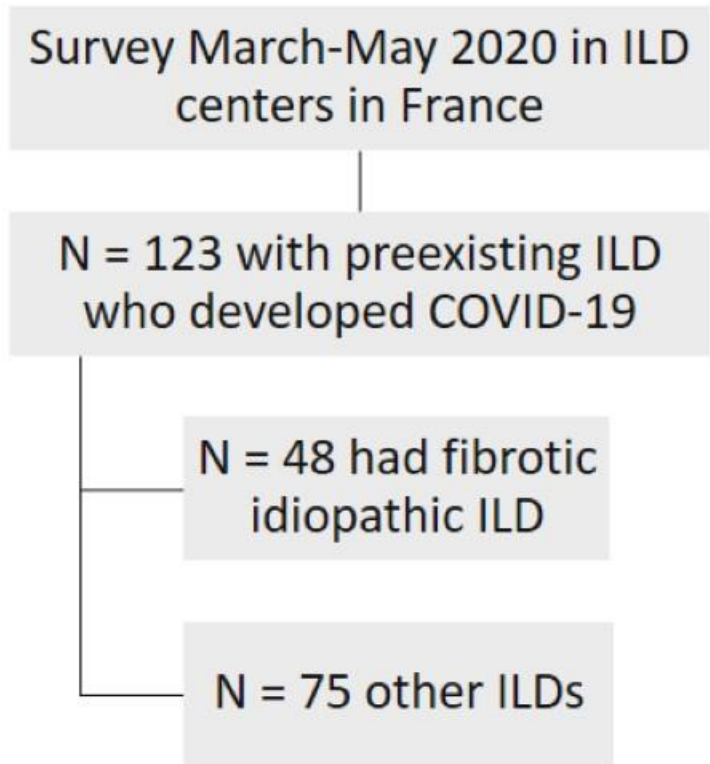 Survey March-May 2020 in ILD
centers in France
N = 123 with preexisting ILD
who developed COVID-19
N = 48 had fibrotic
idiopathic ILD
N = 75 other ILDs